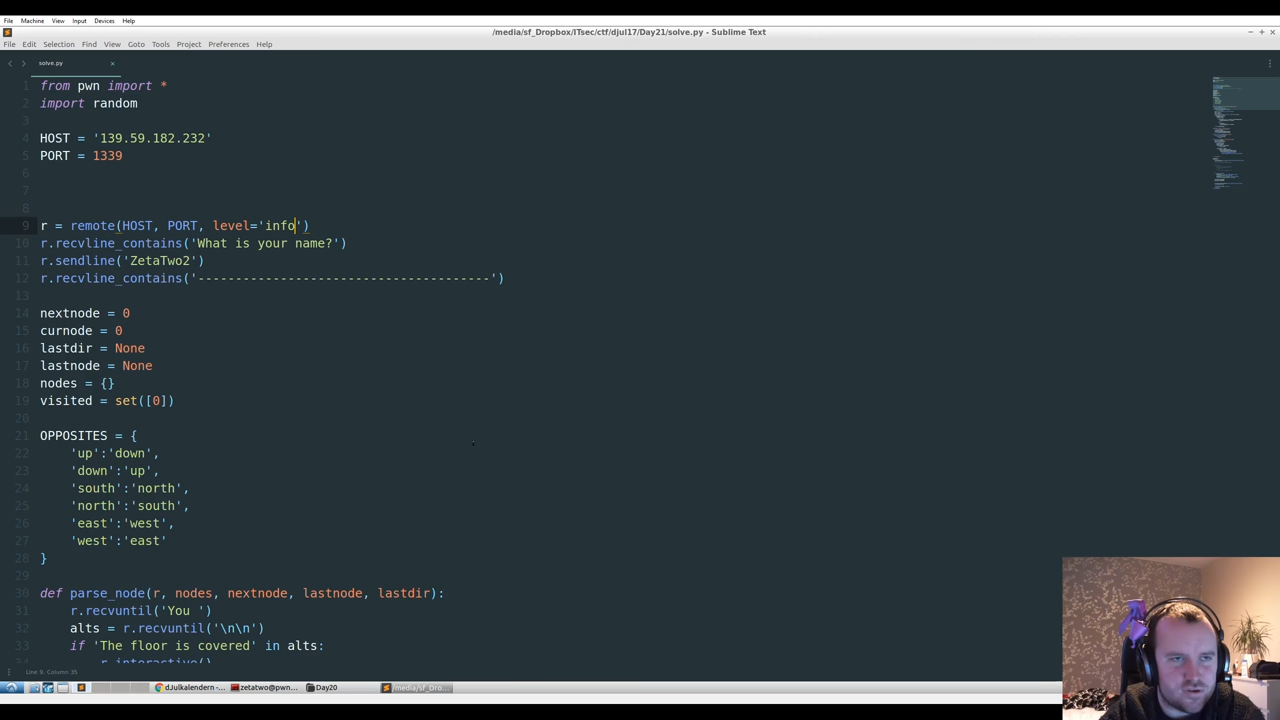 File Machine View Input Devices Help
/media/sf_Dropbox/ITsec/ctf/djul17/Day21/solve.py - Sublime Text
File Edit Selection Find View Goto Tools Project Preferences Help
solve.py
1 from pwn import *
2 import random
3
4 HOST = '139.59.182.232'
5 PORT = 1339
6
7
8
9 r = remote(HOST, PORT, level='info')
10 r.recvline_contains('What is your name?')
11 r.sendline('ZetaTwo2')
12 r.recvline_contains('---------------------------------------')
13
14 nextnode = 0
15 curnode = 0
16 lastdir = None
17 lastnode = None
18 nodes = {}
19 visited = set([0])
20
21 OPPOSITES = {
22 'up':'down',
23 'down':'up',
24 'south':'north',
25 'north':'south',
26 'east':'west',
27 'west':'east'
28 }
29
30 def parse_node(r, nodes, nextnode, lastnode, lastdir):
31 r.recvuntil('You ')
32 alts = r.recvuntil('\n\n')
33 if 'The floor is covered' in alts:
34 r.interactive()
Line 9, Column 35
dJulkalendern -... zetatwo@pwn... Day20 /media/sf_Dro...